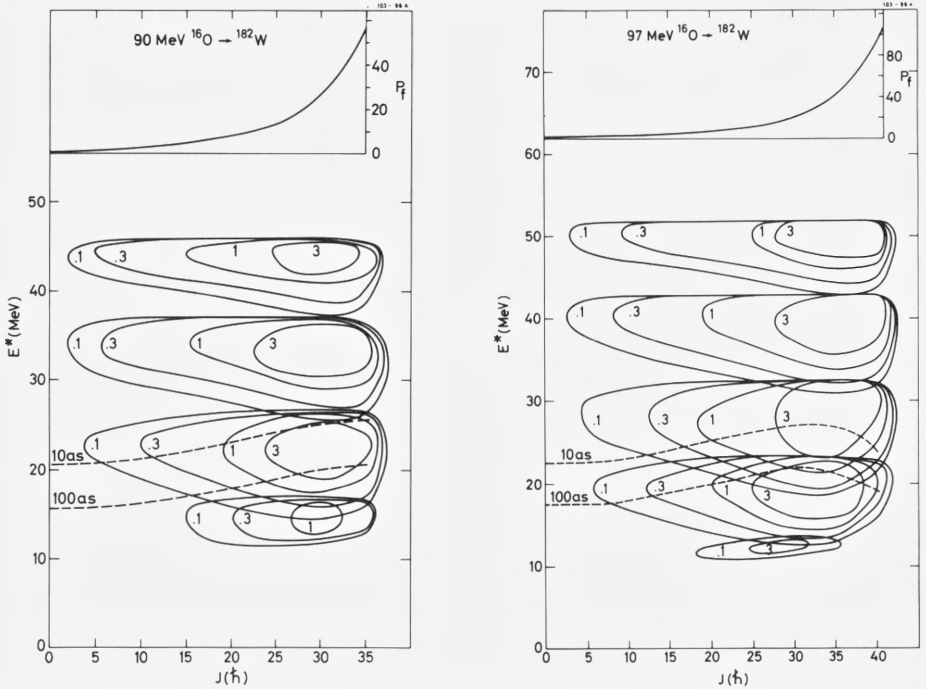 103 - 96 A
90 MeV ¹⁶O → ¹⁸²W
40
20
0
P_f
50
40
30
20
10
0
E*(MeV)
.1 .3 1 3
.1 .3 1 3
.1 .3 1 3
10as
100as
.1 .3 1
0 5 10 15 20 25 30 35
J(ħ)
103 - 96 A
97 MeV ¹⁶O → ¹⁸²W
80
40
0
P_f
70
60
50
40
30
20
10
0
E*(MeV)
.1 .3 1 3
.1 .3 1 3
.1 .3 1 3
10as
100as
.1 .3 1 3
.1 .3
0 5 10 15 20 25 30 35 40
J(ħ)